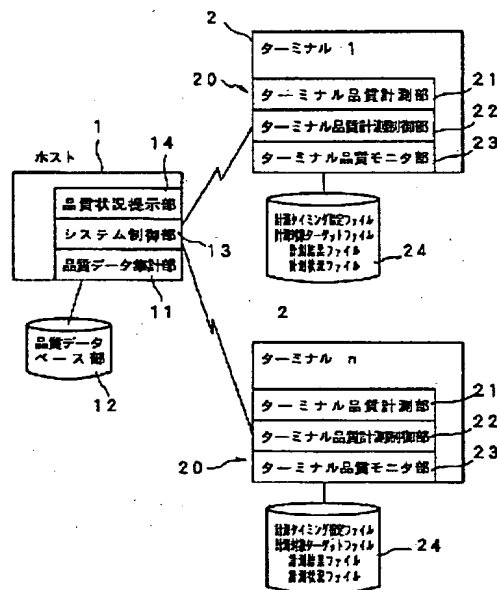 2
ターミナル 1
20
ターミナル品質計測部
21
ターミナル品質計測制御部
22
ターミナル品質モニタ部
23
計測タイミング設定ファイル
計測対象ターゲットファイル
計測結果ファイル
計測状況ファイル
24
1
ホスト
14
品質状況提示部
システム制御部
13
品質データ集計部
11
品質データ
ベース部
12
2
ターミナル n
ターミナル品質計測部
21
ターミナル品質計測制御部
22
20
ターミナル品質モニタ部
23
計測タイミング設定ファイル
計測対象ターゲットファイル
計測結果ファイル
計測状況ファイル
24